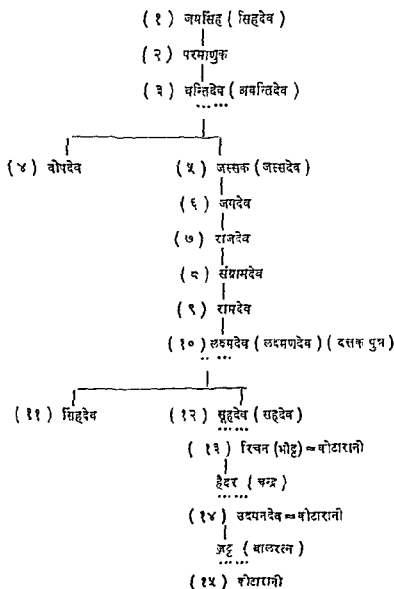 (१) जयसिंह (सिंहदेव)
(२) परमाणुक
(३) वन्तिदेव (अवन्तिदेव)
(४) वोपदेव (५) जस्सक (जस्सदेव)
(६) जगदेव
(७) राजदेव
(८) संग्रामदेव
(९) रामदेव
(१०) लक्ष्मदेव (लक्ष्मणदेव) (दत्तक पुत्र)
(११) सिंहदेव (१२) सूहदेव (सहदेव)
(१३) रिंचन (भौट्ट) = कोटारानी
हैदर (चन्द्र)
(१४) उदयनदेव = कोटारानी
जट्ट (बालरत्न)
(१५) कोटारानी